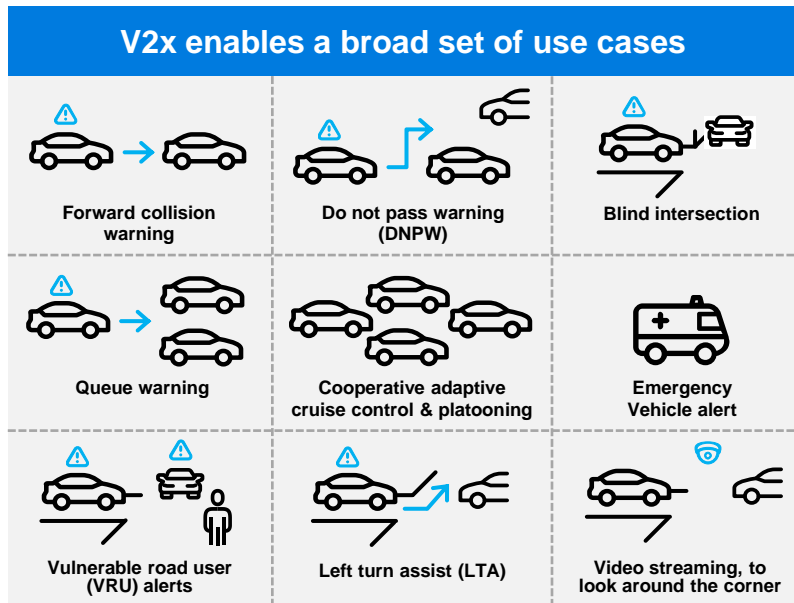 V2x enables a broad set of use cases
Forward collision
warning
Do not pass warning
(DNPW)
Blind intersection
Queue warning
Cooperative adaptive
cruise control & platooning
Emergency
Vehicle alert
Vulnerable road user
(VRU) alerts
Left turn assist (LTA)
Video streaming, to
look around the corner